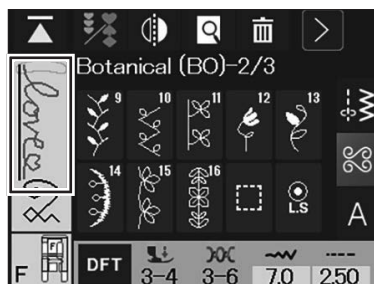 Botanical (BO)-2/3
9 10 11 12 13
14 15 16 L.S
A
F F DFT 3-4 3-6 7.0 2.50